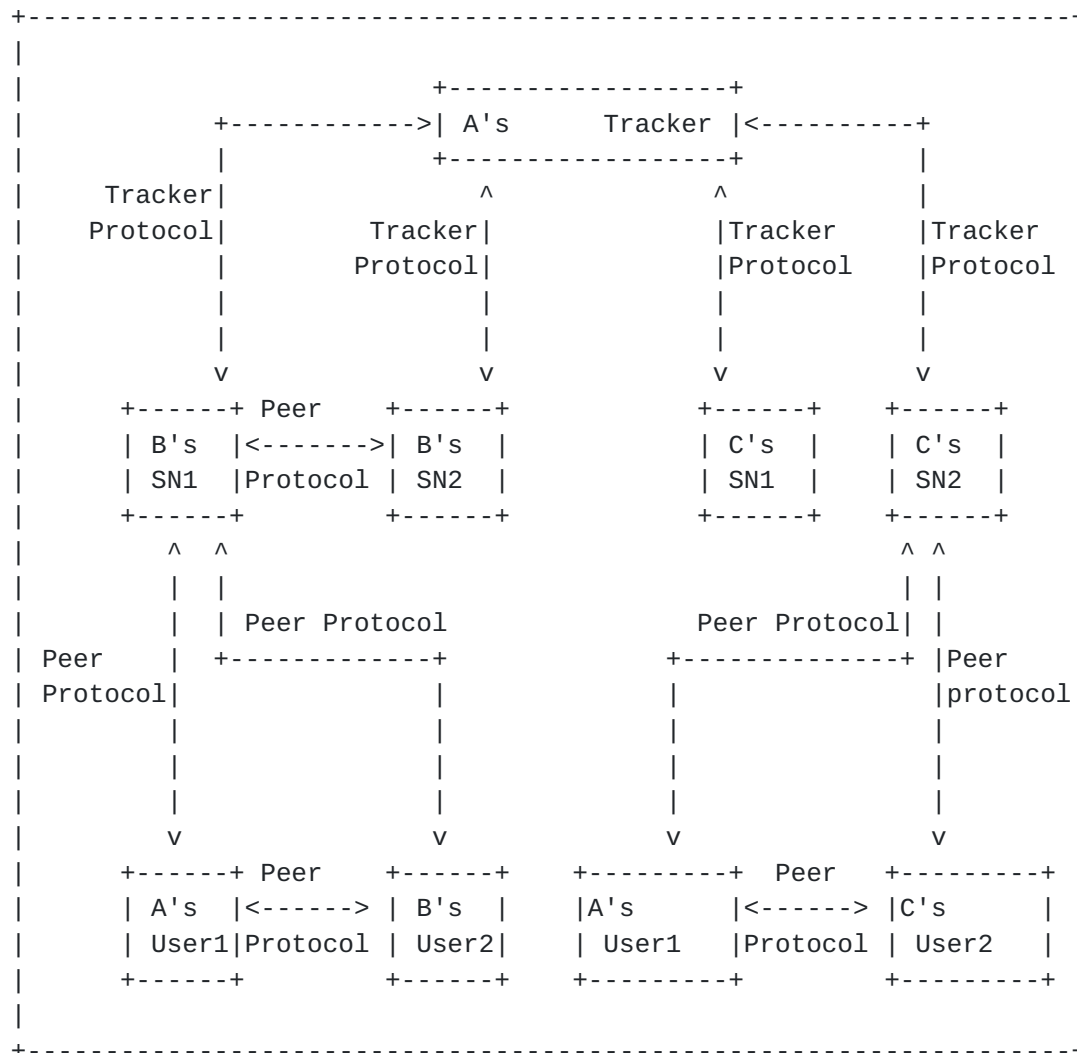 A's Tracker
Tracker
Protocol Tracker Tracker Tracker
Protocol Protocol Protocol
Peer
B's B's C's C's
SN1 Protocol SN2 SN1 SN2
Peer Protocol Peer Protocol
Peer Peer
Protocol protocol
Peer Peer
A's B's A's C's
User1 Protocol User2 User1 Protocol User2